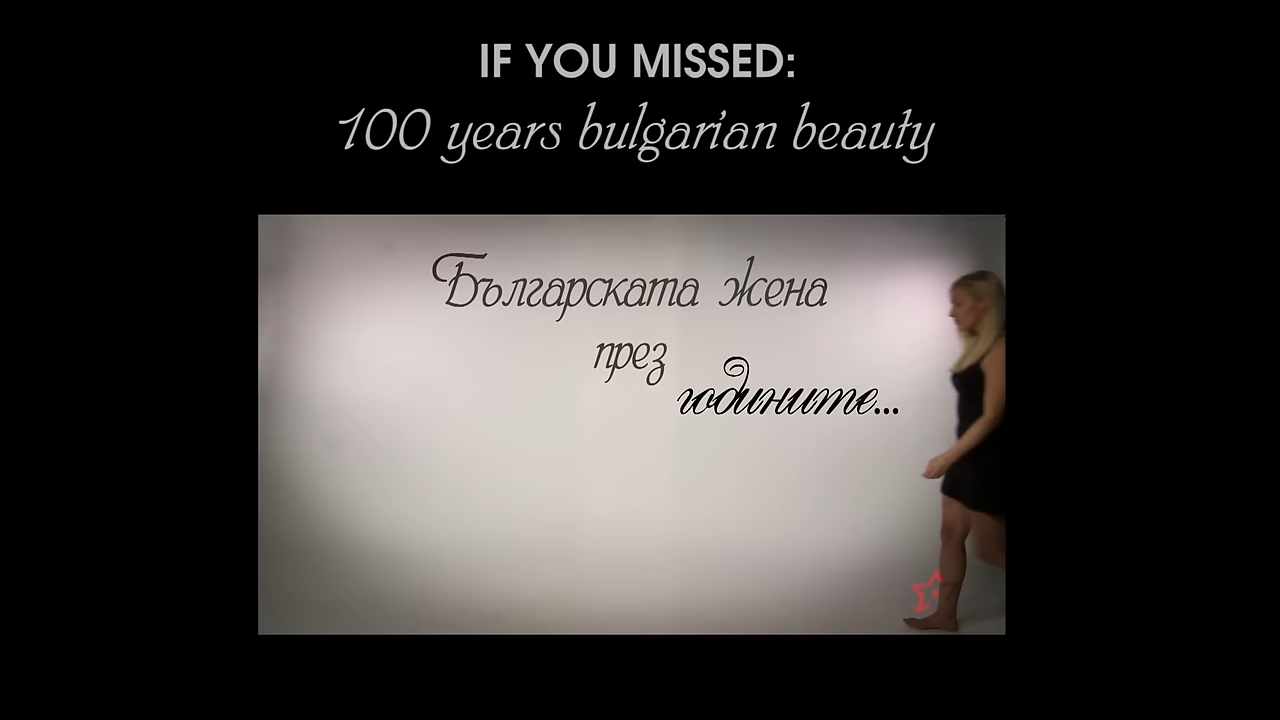 IF YOU MISSED:
100 years bulgarian beauty
Българската жена
през
годините...